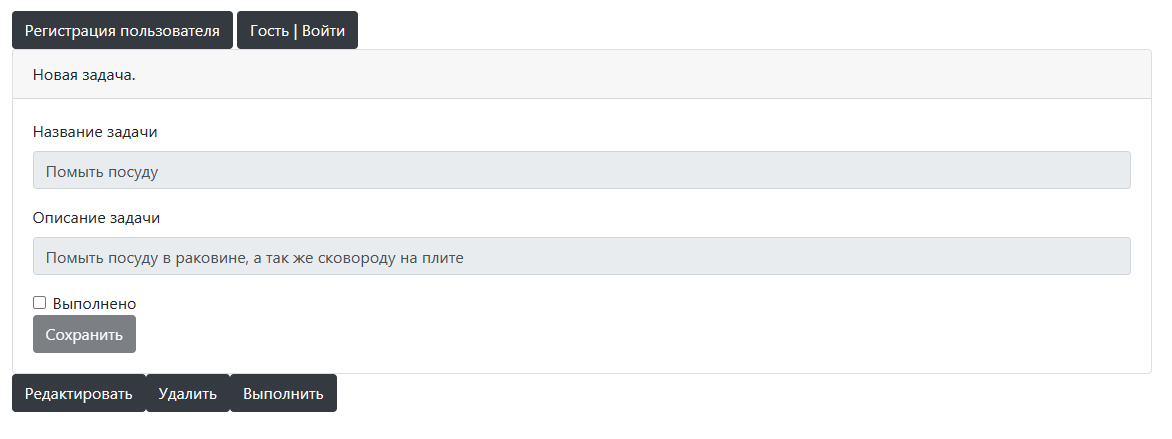 Регистрация пользователя Гость | Войти
Новая задача.
Название задачи
Помыть посуду
Описание задачи
Помыть посуду в раковине, а так же сковороду на плите
Выполнено
Сохранить
Редактировать Удалить Выполнить